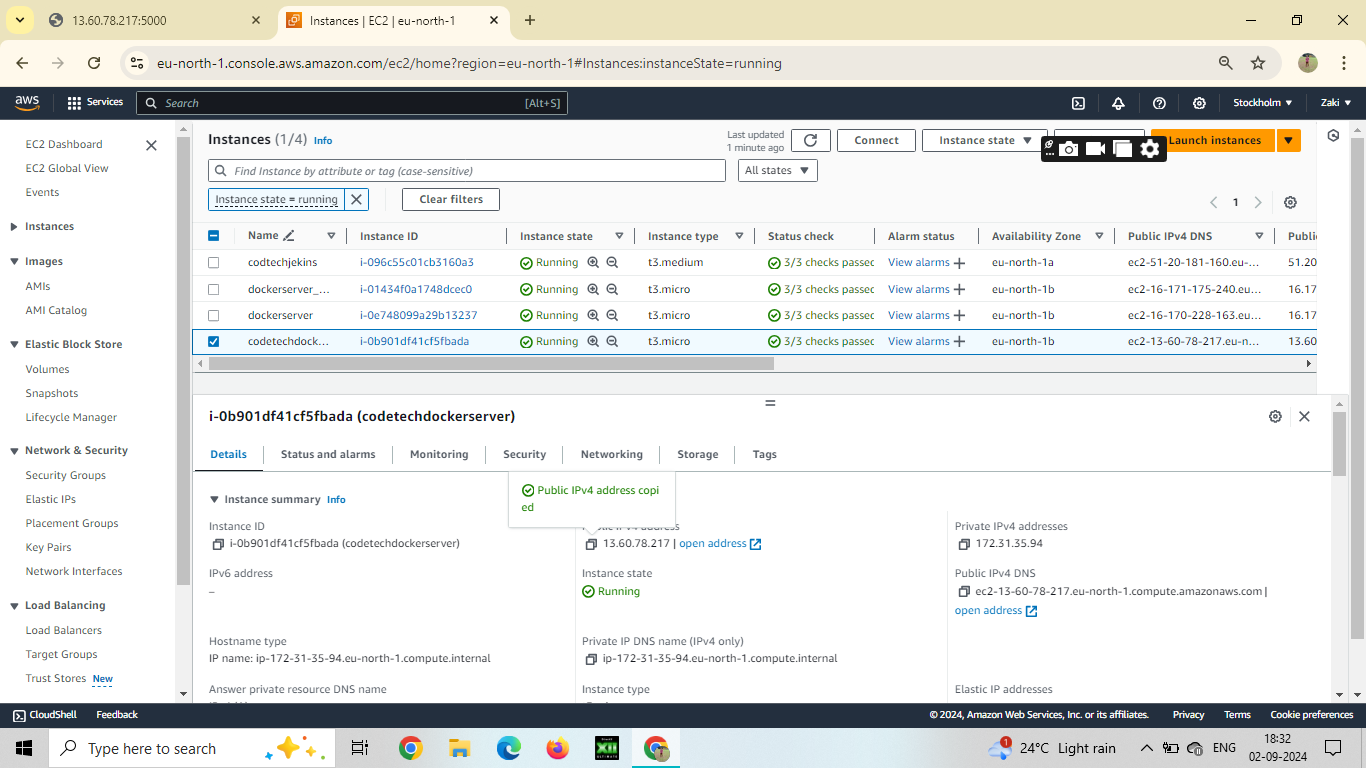 13.60.78.217:5000
Instances | EC2 | eu-north-1
eu-north-1.console.aws.amazon.com/ec2/home?region=eu-north-1#Instances:instanceState=running
aws Services Search [Alt+S] Stockholm Zaki
EC2 Dashboard
EC2 Global View
Events
Instances
Images
AMIs
AMI Catalog
Elastic Block Store
Volumes
Snapshots
Lifecycle Manager
Network & Security
Security Groups
Elastic IPs
Placement Groups
Key Pairs
Network Interfaces
Load Balancing
Load Balancers
Target Groups
Trust Stores New
Instances (1/4) Info
Last updated
1 minute ago
Connect
Instance state
Launch instances
Find Instance by attribute or tag (case-sensitive)
All states
Instance state = running
Clear filters
1
Name Instance ID Instance state Instance type Status check Alarm status Availability Zone Public IPv4 DNS Public
codtechjekins i-096c55c01cb3160a3 Running t3.medium 3/3 checks passed View alarms eu-north-1a ec2-51-20-181-160.eu-... 51.20
dockerserver_... i-01434f0a1748dcec0 Running t3.micro 3/3 checks passed View alarms eu-north-1b ec2-16-171-175-240.eu... 16.17
dockerserver i-0e748099a29b13237 Running t3.micro 3/3 checks passed View alarms eu-north-1b ec2-16-170-228-163.eu... 16.17
codetechdock... i-0b901df41cf5fbada Running t3.micro 3/3 checks passed View alarms eu-north-1b ec2-13-60-78-217.eu-n... 13.60
i-0b901df41cf5fbada (codetechdockerserver)
Details Status and alarms Monitoring Security Networking Storage Tags
Instance summary Info
Public IPv4 address copi
ed
Instance ID
i-0b901df41cf5fbada (codetechdockerserver)
Public IPv4 address
13.60.78.217 | open address
Private IPv4 addresses
172.31.35.94
IPv6 address
–
Instance state
Running
Public IPv4 DNS
ec2-13-60-78-217.eu-north-1.compute.amazonaws.com |
open address
Hostname type
IP name: ip-172-31-35-94.eu-north-1.compute.internal
Private IP DNS name (IPv4 only)
ip-172-31-35-94.eu-north-1.compute.internal
Answer private resource DNS name
Instance type
Elastic IP addresses
CloudShell Feedback © 2024, Amazon Web Services, Inc. or its affiliates. Privacy Terms Cookie preferences
Type here to search
XII
1
24°C Light rain
ENG
18:32
02-09-2024